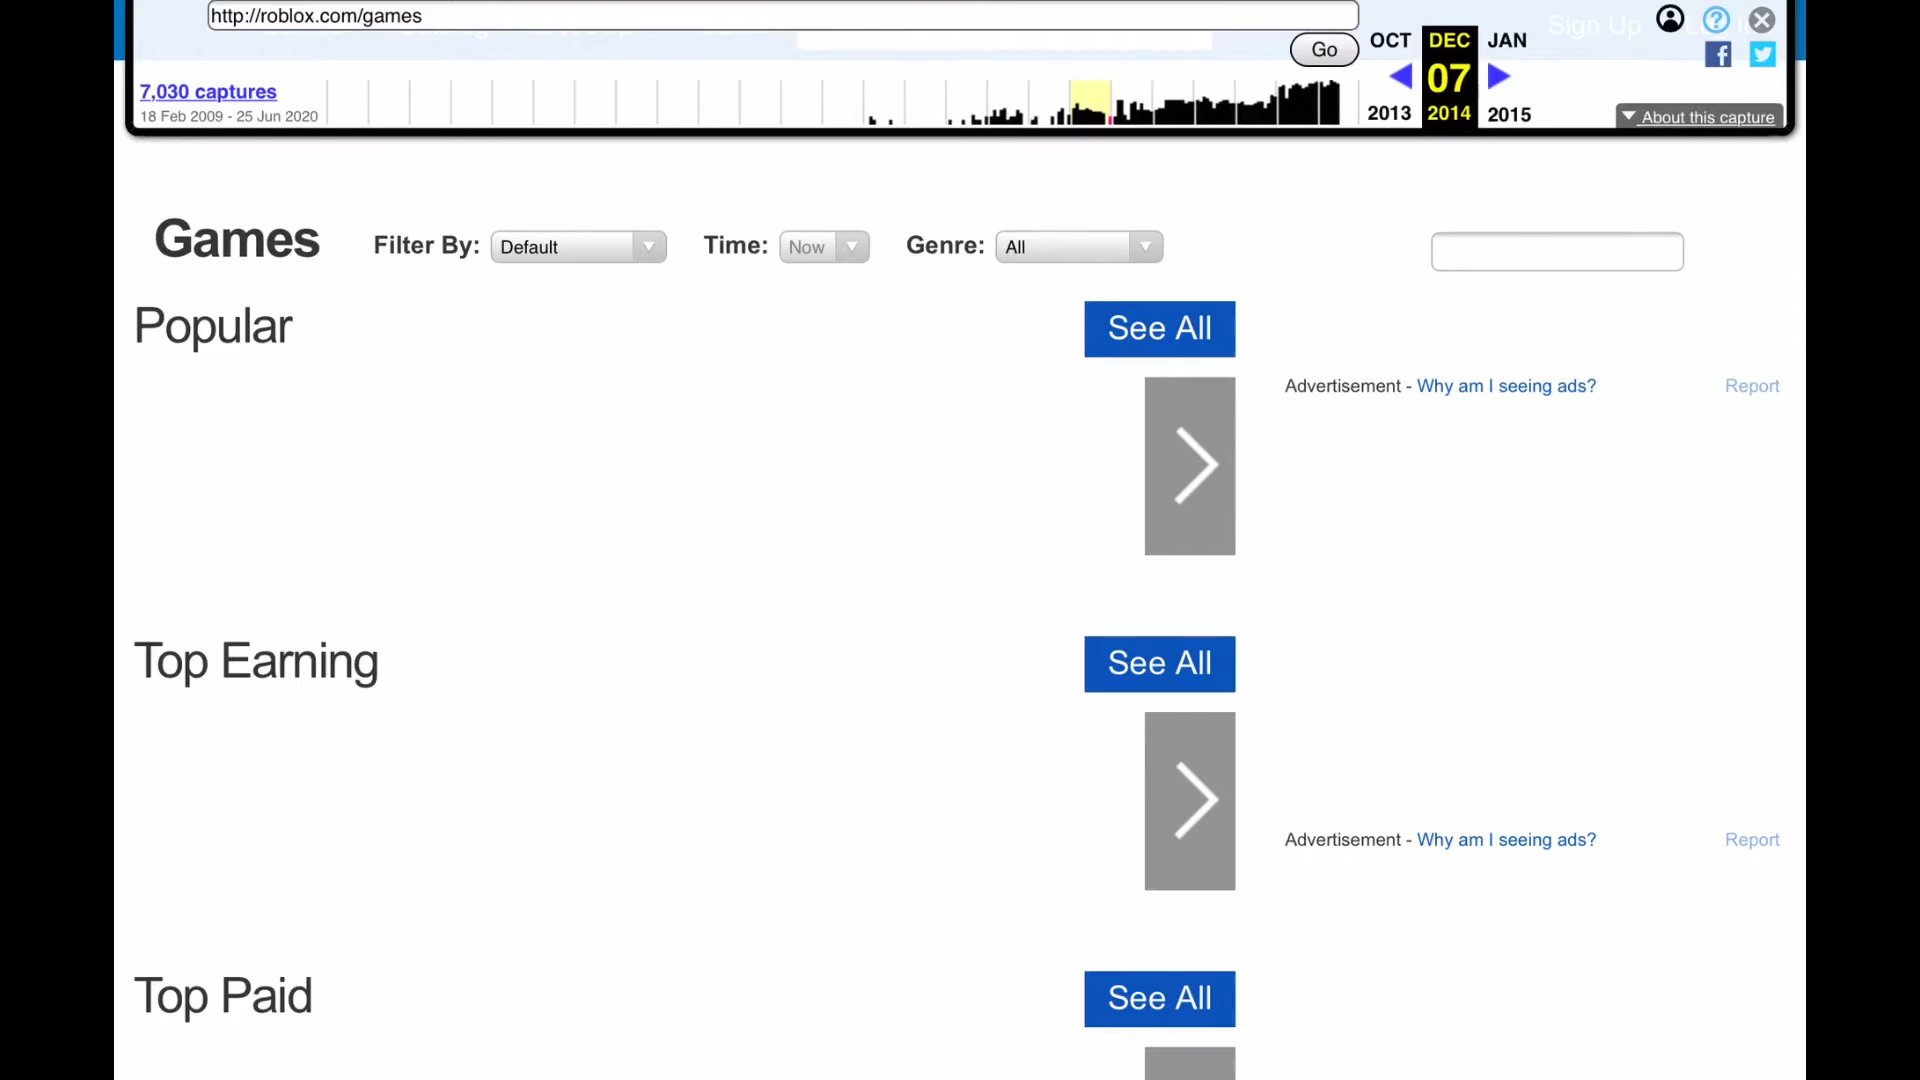 http://roblox.com/games
Sign Up
Go
OCT DEC JAN
07
2013 2014 2015
7,030 captures
18 Feb 2009 - 25 Jun 2020
About this capture
Games
Filter By: Default
Time: Now
Genre: All
Popular
See All
Advertisement - Why am I seeing ads?
Report
Top Earning
See All
Advertisement - Why am I seeing ads?
Report
Top Paid
See All